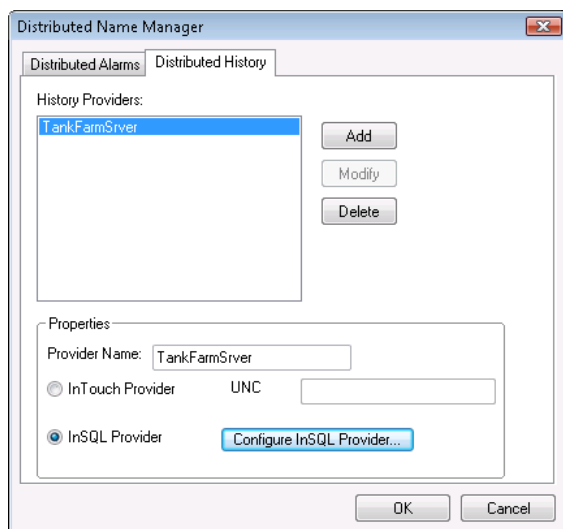 Distributed Name Manager
Distributed Alarms Distributed History
History Providers:
TankFarmSrver
Add
Modify
Delete
Properties
Provider Name: TankFarmSrver
InTouch Provider UNC
InSQL Provider Configure InSQL Provider...
OK Cancel